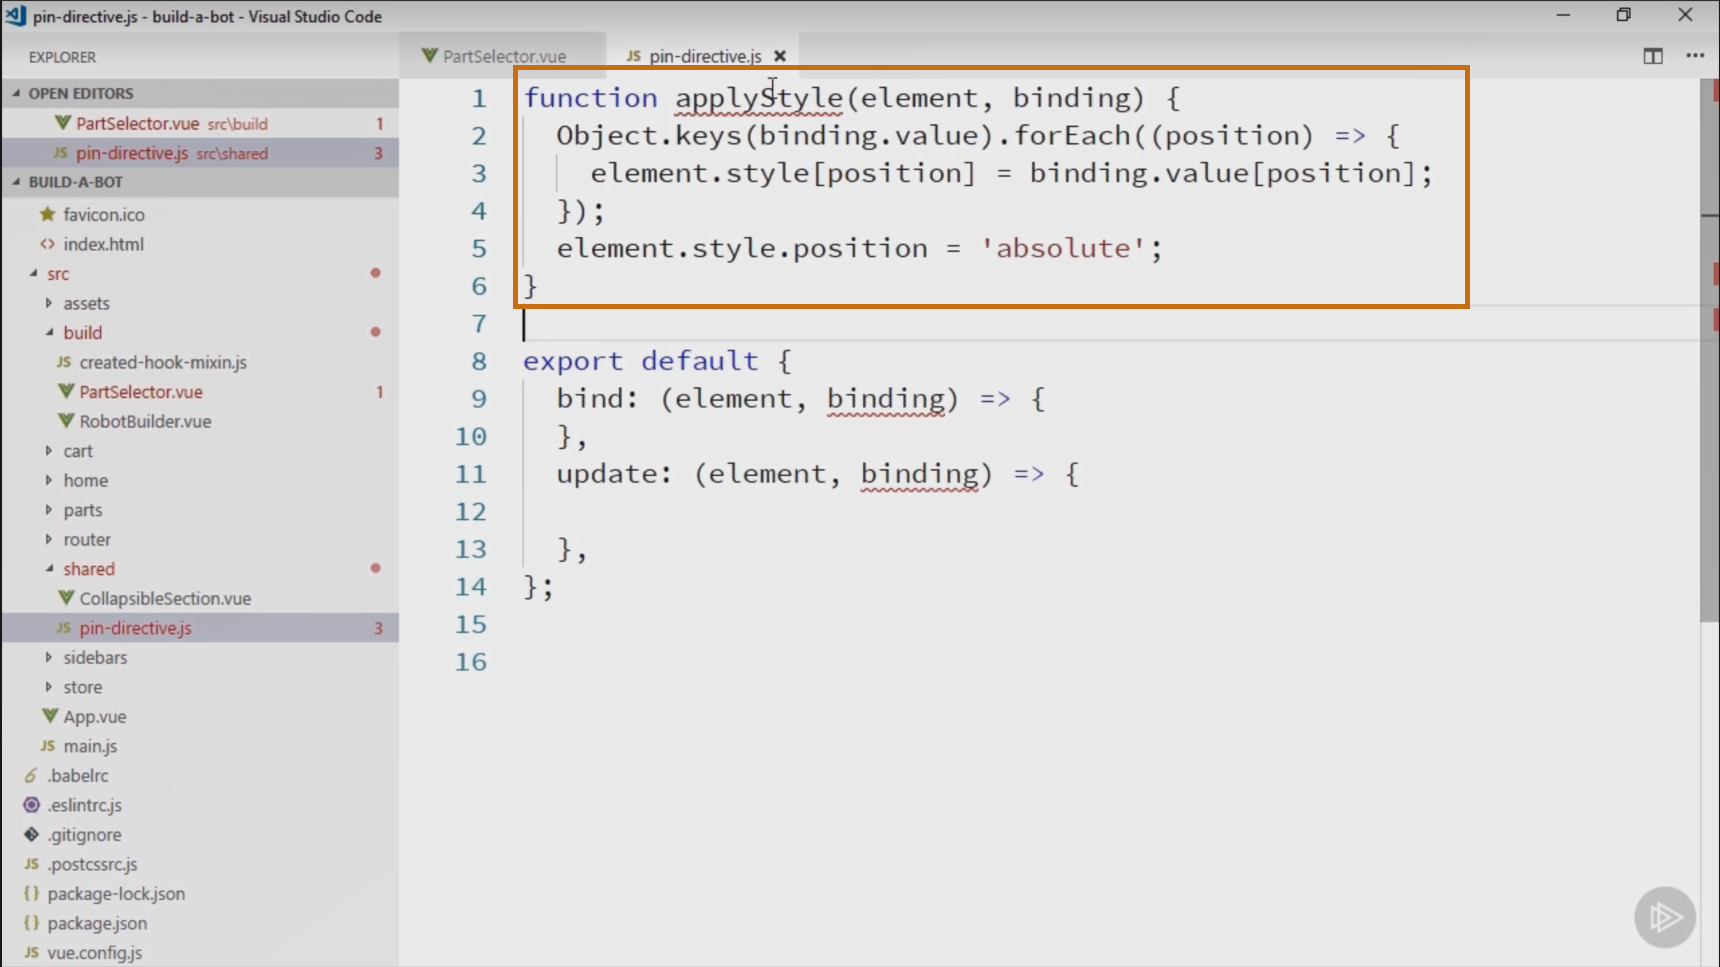 pin-directive.js - build-a-bot - Visual Studio Code
EXPLORER
PartSelector.vue
JS pin-directive.js
OPEN EDITORS
PartSelector.vue src\build 1
JS pin-directive.js src\shared 3
BUILD-A-BOT
favicon.ico
<> index.html
src
assets
build
JS created-hook-mixin.js
PartSelector.vue 1
RobotBuilder.vue
cart
home
parts
router
shared
CollapsibleSection.vue
JS pin-directive.js 3
sidebars
store
App.vue
JS main.js
6 .babelrc
.eslintrc.js
.gitignore
JS .postcssrc.js
{} package-lock.json
{} package.json
JS vue.config.js
1 function applyStyle(element, binding) {
2 Object.keys(binding.value).forEach((position) => {
3 element.style[position] = binding.value[position];
4 });
5 element.style.position = 'absolute';
6 }
7
8 export default {
9 bind: (element, binding) => {
10 },
11 update: (element, binding) => {
12
13 },
14 };
15
16